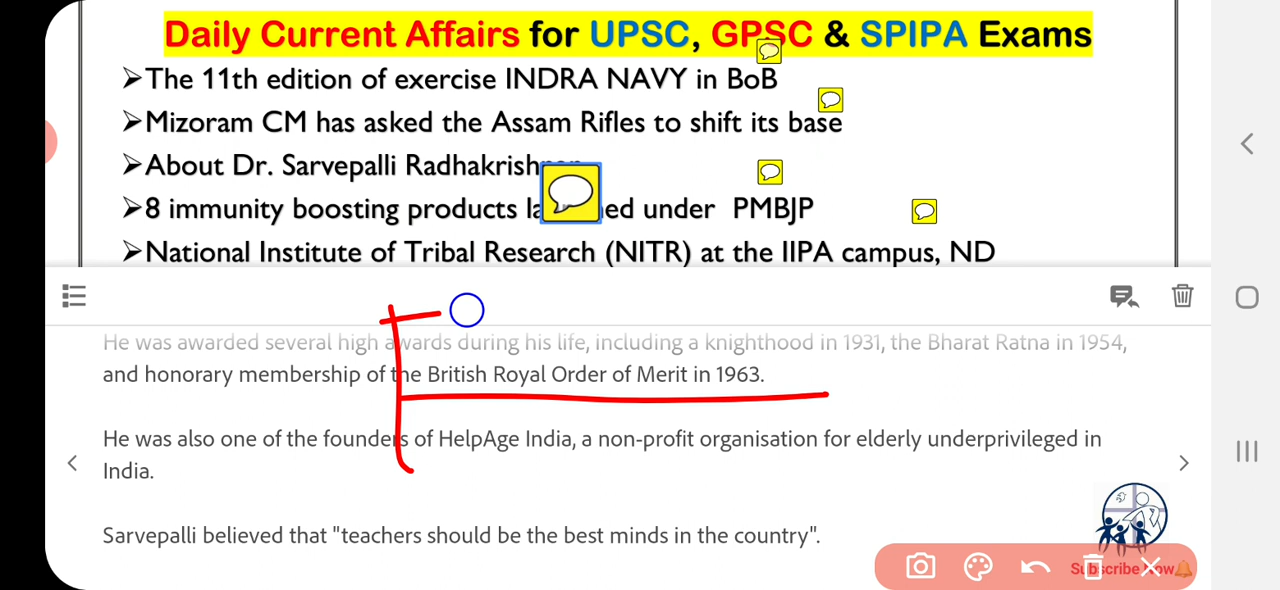 Daily Current Affairs for UPSC, GPSC & SPIPA Exams
➢The 11th edition of exercise INDRA NAVY in BoB
➢Mizoram CM has asked the Assam Rifles to shift its base
➢About Dr. Sarvepalli Radhakrishnan
➢8 immunity boosting products launched under PMBJP
➢National Institute of Tribal Research (NITR) at the IIPA campus, ND
He was awarded several high awards during his life, including a knighthood in 1931, the Bharat Ratna in 1954,
and honorary membership of the British Royal Order of Merit in 1963.
He was also one of the founders of HelpAge India, a non-profit organisation for elderly underprivileged in
India.
Sarvepalli believed that "teachers should be the best minds in the country".
Subscribe Now